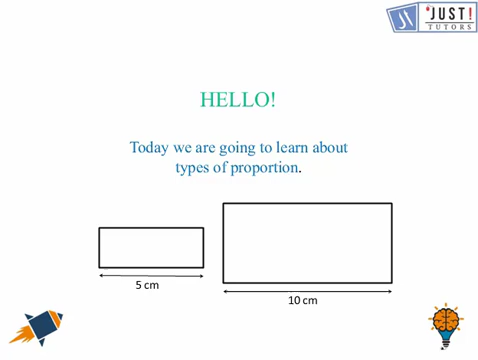 JUST!
TUTORS
HELLO!
Today we are going to learn about
types of proportion.
5 cm
10 cm